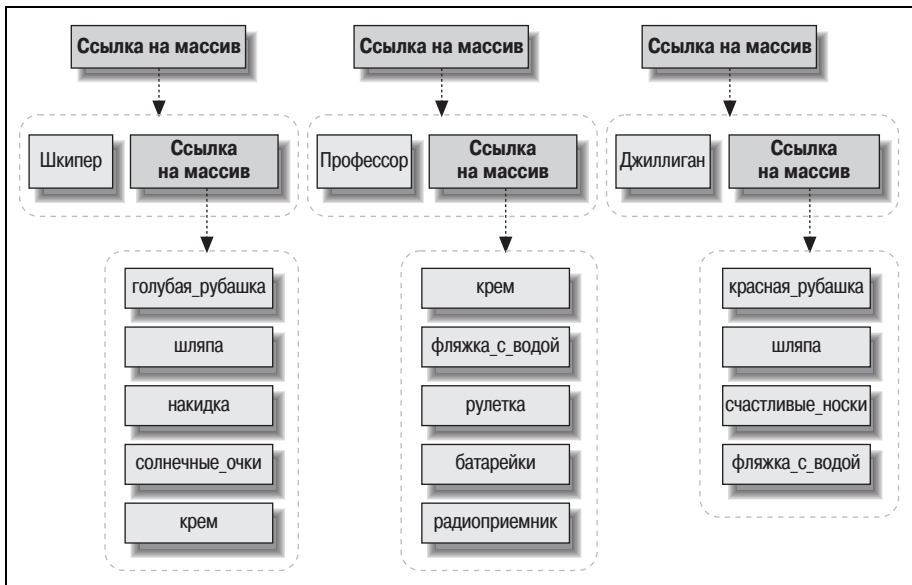 Ссылка на массив
Ссылка на массив
Ссылка на массив
Шкипер
Ссылка
на массив
Профессор
Ссылка
на массив
Джиллиган
Ссылка
на массив
голубая_рубашка
шляпа
накидка
солнечные_очки
крем
крем
фляжка_с_водой
рулетка
батарейки
радиоприемник
красная_рубашка
шляпа
счастливые_носки
фляжка_с_водой